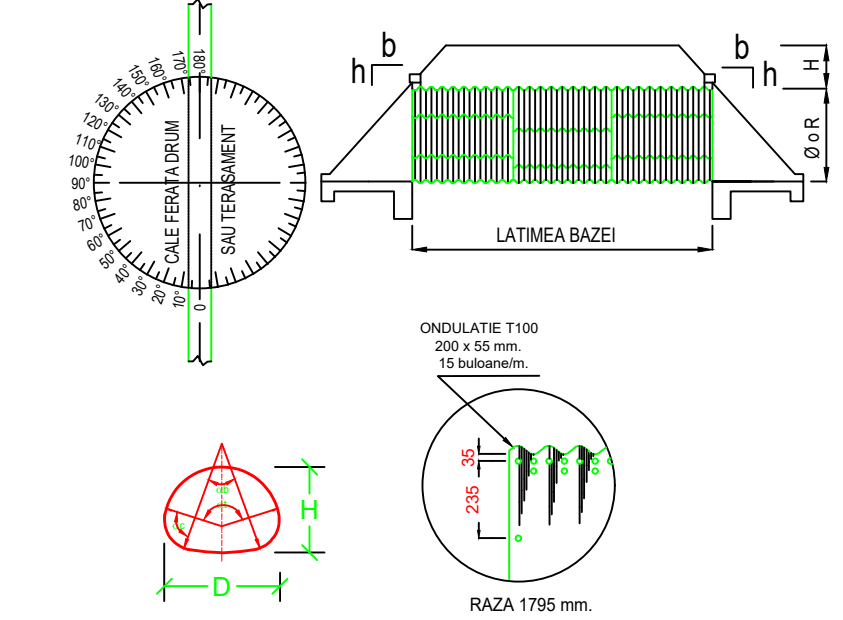 180°
170°
160°
150°
140°
130°
120°
110°
100°
90°
80°
70°
60°
50°
40°
30°
20°
10°
0
CALE FERATA DRUM
SAU TERASAMENT
b
h
b
h
H
Ø o R
LATIMEA BAZEI
ONDULATIE T100
200 x 55 mm.
15 buloane/m.
35
235
RAZA 1795 mm.
H
D